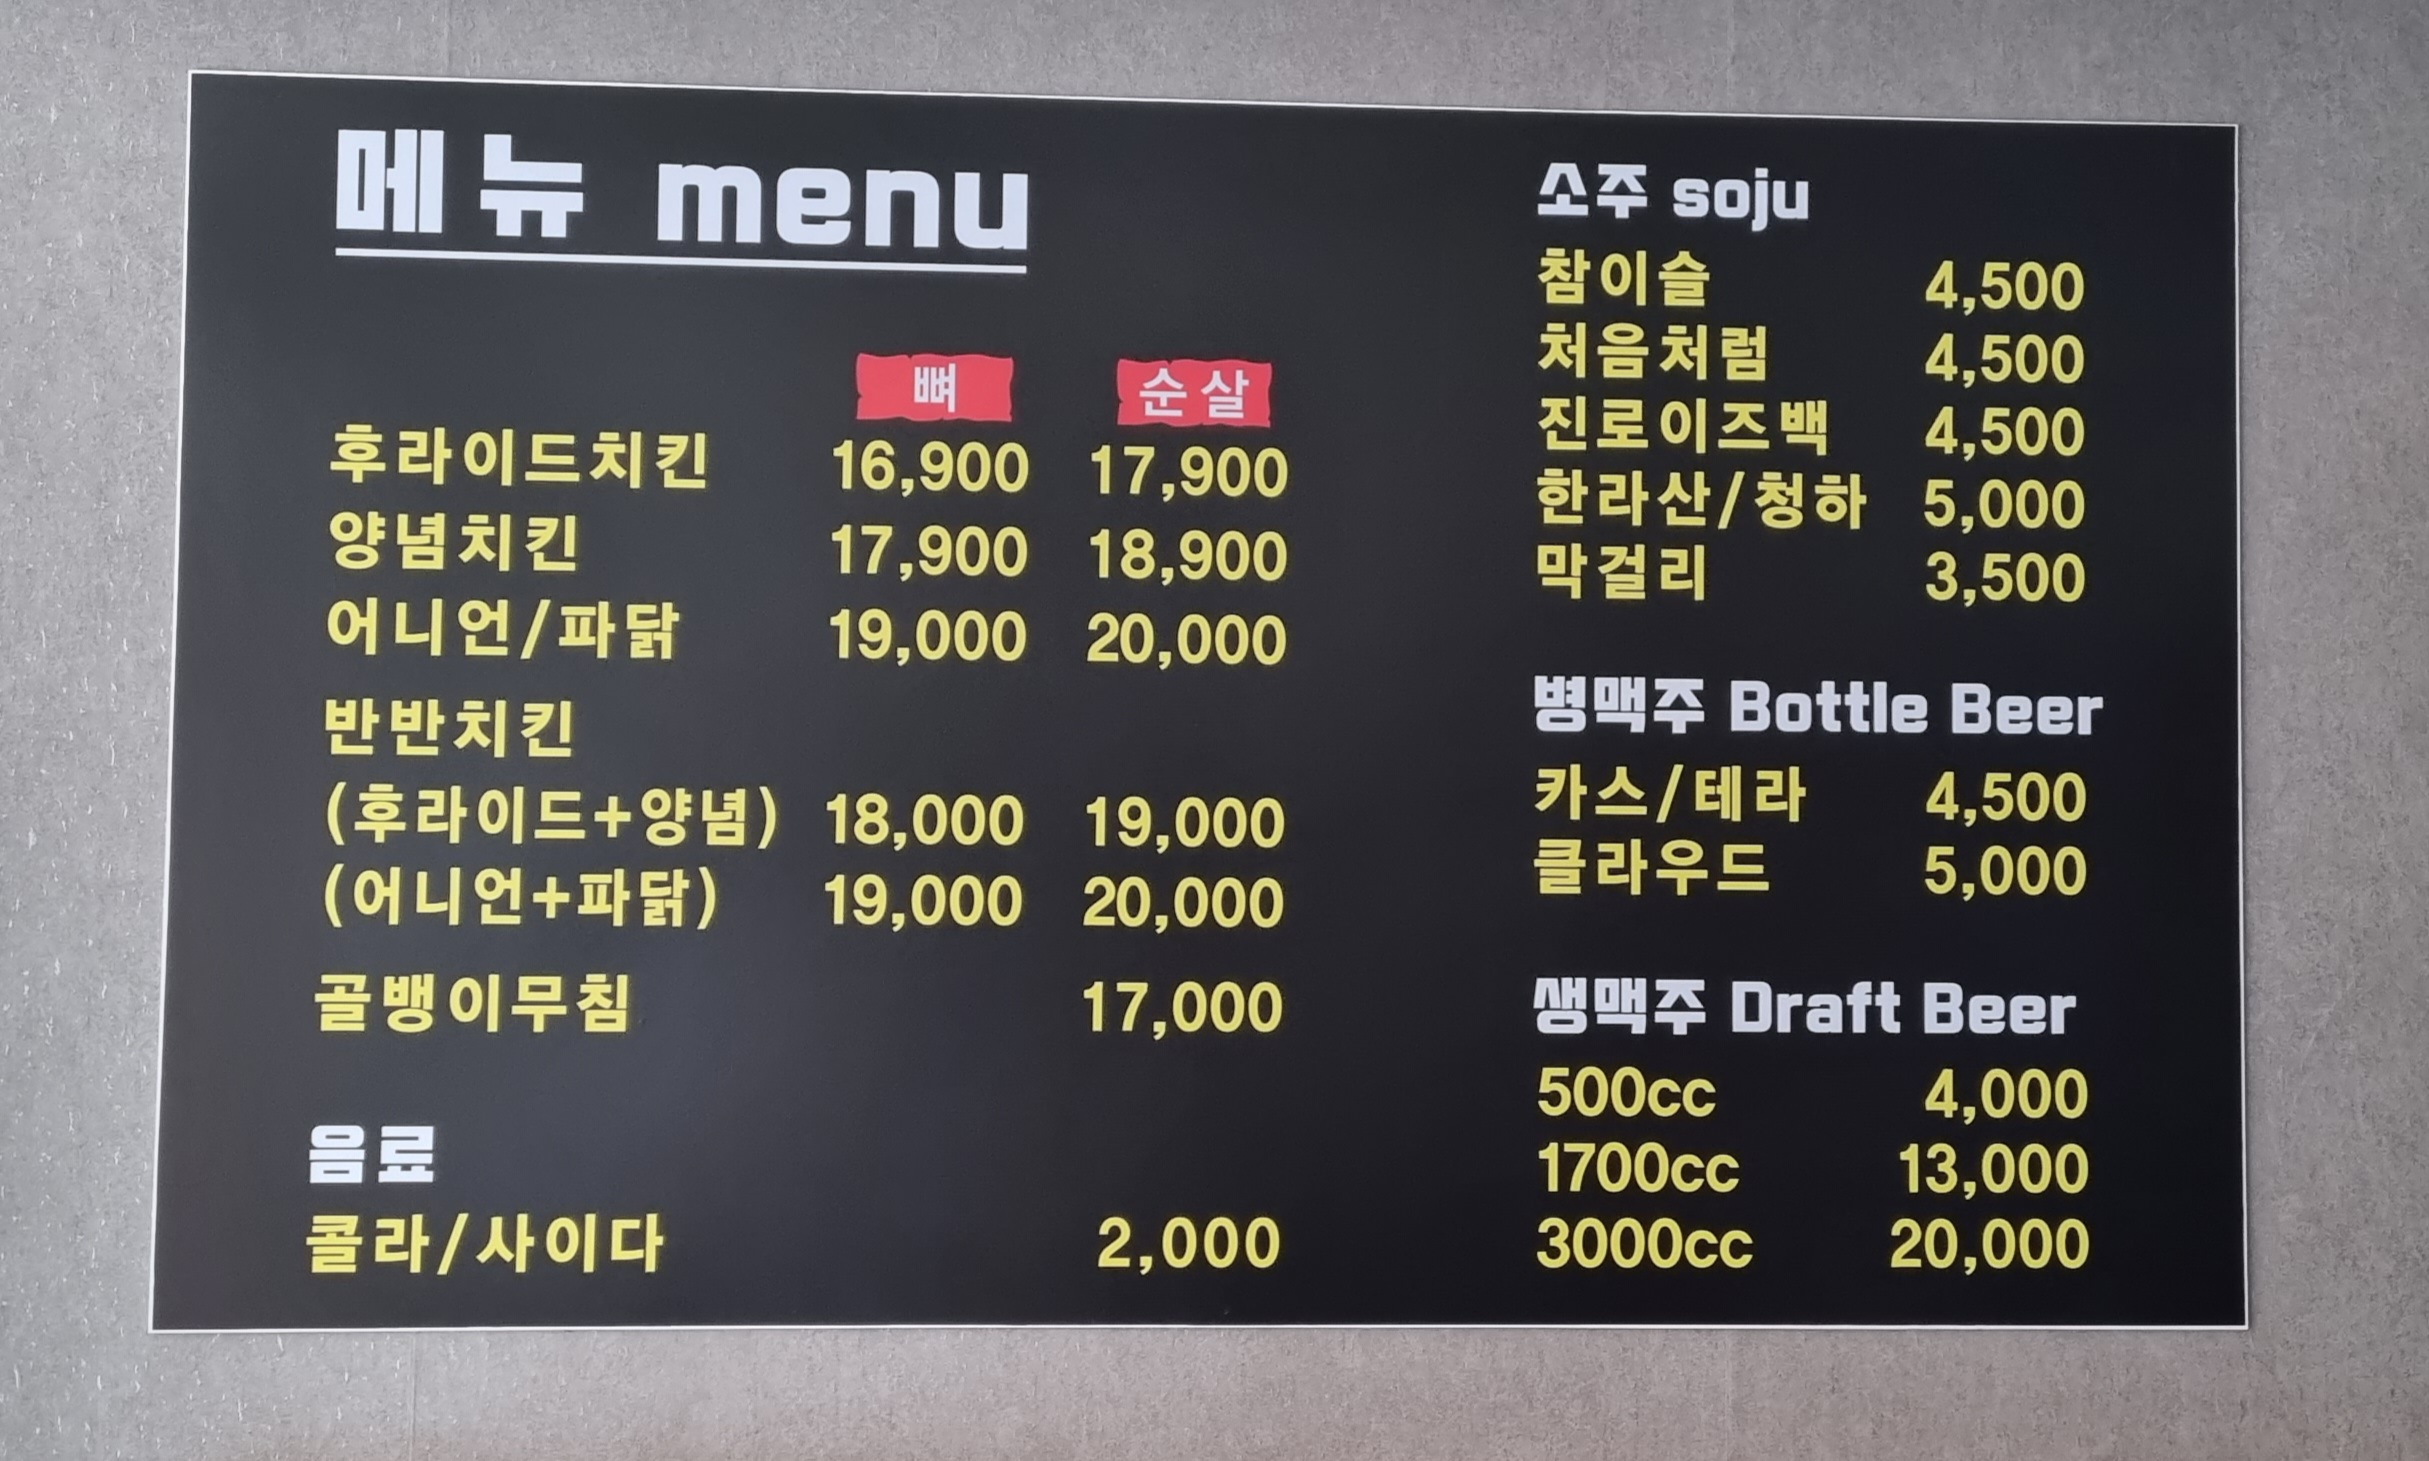 메뉴 menu
뼈 순살
후라이드치킨 16,900 17,900
양념치킨 17,900 18,900
어니언/파닭 19,000 20,000
반반치킨
(후라이드+양념) 18,000 19,000
(어니언+파닭) 19,000 20,000
골뱅이무침 17,000
음료
콜라/사이다 2,000
소주 soju
참이슬 4,500
처음처럼 4,500
진로이즈백 4,500
한라산/청하 5,000
막걸리 3,500
병맥주 Bottle Beer
카스/테라 4,500
클라우드 5,000
생맥주 Draft Beer
500cc 4,000
1700cc 13,000
3000cc 20,000